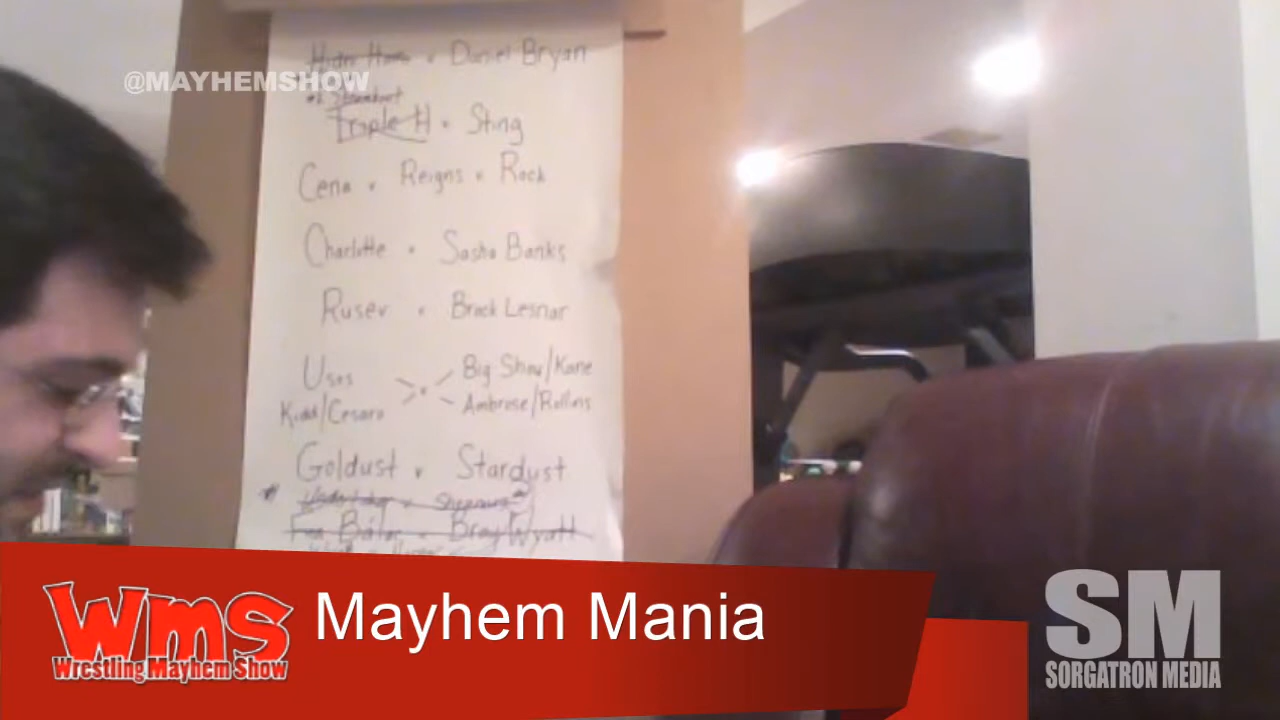 v Daniel Bryan
@MAYHEMSHOW
Triple H v Sting
Cena v Reigns v Rock
Charlotte v Sasha Banks
Rusev v Brock Lesnar
Usos Big Show/Kane
Kidd/Cesaro v Ambrose/Rollins
Goldust v Stardust
Bálor v Bray Wyatt
Wms Mayhem Mania
Wrestling Mayhem Show
SM
SORGATRON MEDIA